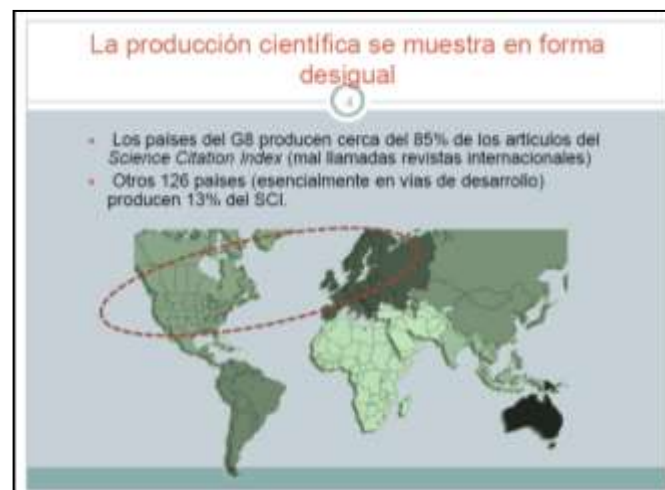 La producción científica se muestra en forma
desigual
4
• Los países del G8 producen cerca del 85% de los artículos del
Science Citation Index (mal llamadas revistas internacionales)
• Otros 126 países (esencialmente en vías de desarrollo)
producen 13% del SCI.